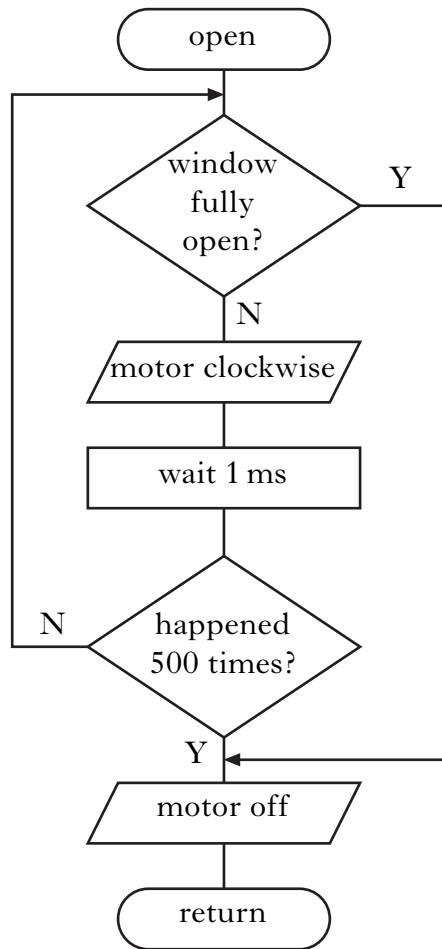 open
window
fully
open?
Y
N
motor clockwise
wait 1 ms
N
happened
500 times?
Y
motor off
return